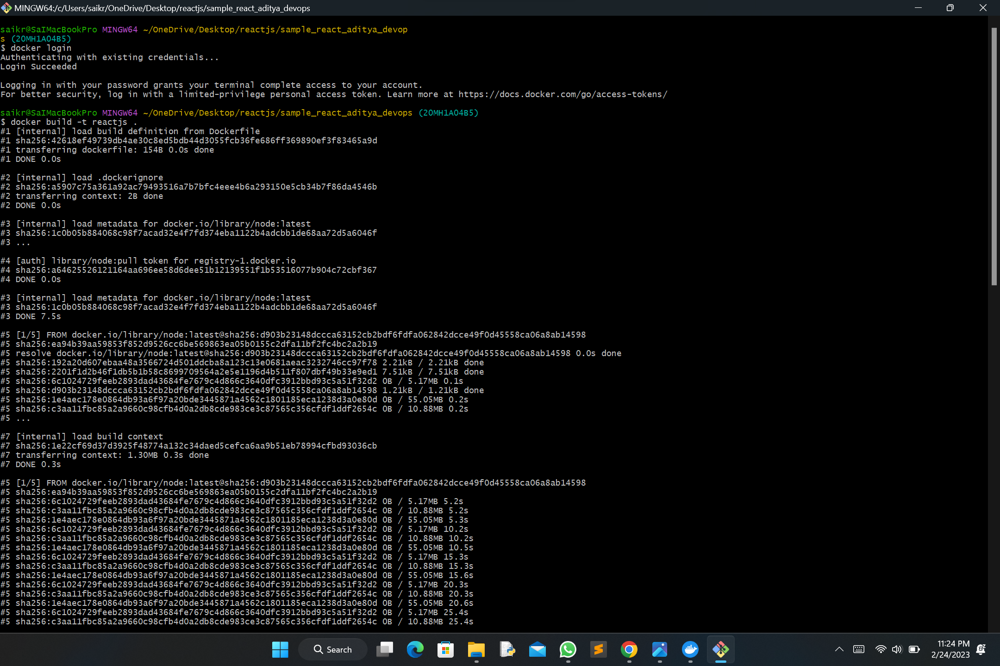 MINGW64:/c/Users/saikr/OneDrive/Desktop/reactjs/sample_react_aditya_devops
saikr@SaIMacBookPro MINGW64 ~/OneDrive/Desktop/reactjs/sample_react_aditya_devop
s (20MH1A04B5)
$ docker login
Authenticating with existing credentials...
Login Succeeded
Logging in with your password grants your terminal complete access to your account.
For better security, log in with a limited-privilege personal access token. Learn more at https://docs.docker.com/go/access-tokens/
saikr@SaIMacBookPro MINGW64 ~/OneDrive/Desktop/reactjs/sample_react_aditya_devops (20MH1A04B5)
$ docker build -t reactjs .
#1 [internal] load build definition from Dockerfile
#1 sha256:42618ef49739db4ae30c8ed5bdb44d3055fcb36fe686ff369890ef3f83465a9d
#1 transferring dockerfile: 154B 0.0s done
#1 DONE 0.0s
#2 [internal] load .dockerignore
#2 sha256:a5907c75a361a92ac79493516a7b7bfc4eee4b6a293150e5cb34b7f86da4546b
#2 transferring context: 2B done
#2 DONE 0.0s
#3 [internal] load metadata for docker.io/library/node:latest
#3 sha256:1c0b05b884068c98f7acad32e4f7fd374eba1122b4adcbb1de68aa72d5a6046f
#3 ...
#4 [auth] library/node:pull token for registry-1.docker.io
#4 sha256:a64625526121164aa696ee58d6dee51b12139551f1b53516077b904c72cbf367
#4 DONE 0.0s
#3 [internal] load metadata for docker.io/library/node:latest
#3 sha256:1c0b05b884068c98f7acad32e4f7fd374eba1122b4adcbb1de68aa72d5a6046f
#3 DONE 7.5s
#5 [1/5] FROM docker.io/library/node:latest@sha256:d903b23148dccca63152cb2bdf6fdfa062842dcce49f0d45558ca06a8ab14598
#5 sha256:ea94b39aa59853f852d9526cc6be569863ea05b0155c2dfa11bf2fc4bc2a2b19
#5 resolve docker.io/library/node:latest@sha256:d903b23148dccca63152cb2bdf6fdfa062842dcce49f0d45558ca06a8ab14598 0.0s done
#5 sha256:192a20d607ebaa48a3566724d501ddcba8a123c13e0681aeac3232746cc97f78 2.21kB / 2.21kB done
#5 sha256:2201f1d2b46f1db5b1b58c8699709564a2e5e1196d4b511f807dbf49b33e9ed1 7.51kB / 7.51kB done
#5 sha256:6c1024729feeb2893dad43684fe7679c4d866c3640dfc3912bbd93c5a51f32d2 0B / 5.17MB 0.1s
#5 sha256:d903b23148dccca63152cb2bdf6fdfa062842dcce49f0d45558ca06a8ab14598 1.21kB / 1.21kB done
#5 sha256:1e4aec178e0864db93a6f97a20bde3445871a4562c1801185eca1238d3a0e80d 0B / 55.05MB 0.2s
#5 sha256:c3aa11fbc85a2a9660c98cfb4d0a2db8cde983ce3c87565c356cfdf1ddf2654c 0B / 10.88MB 0.2s
#5 ...
#7 [internal] load build context
#7 sha256:1e22cf69d37d3925f48774a132c34daed5cefca6aa9b51eb78994cfbd93036cb
#7 transferring context: 1.30MB 0.3s done
#7 DONE 0.3s
#5 [1/5] FROM docker.io/library/node:latest@sha256:d903b23148dccca63152cb2bdf6fdfa062842dcce49f0d45558ca06a8ab14598
#5 sha256:ea94b39aa59853f852d9526cc6be569863ea05b0155c2dfa11bf2fc4bc2a2b19
#5 sha256:6c1024729feeb2893dad43684fe7679c4d866c3640dfc3912bbd93c5a51f32d2 0B / 5.17MB 5.2s
#5 sha256:c3aa11fbc85a2a9660c98cfb4d0a2db8cde983ce3c87565c356cfdf1ddf2654c 0B / 10.88MB 5.2s
#5 sha256:1e4aec178e0864db93a6f97a20bde3445871a4562c1801185eca1238d3a0e80d 0B / 55.05MB 5.3s
#5 sha256:6c1024729feeb2893dad43684fe7679c4d866c3640dfc3912bbd93c5a51f32d2 0B / 5.17MB 10.2s
#5 sha256:c3aa11fbc85a2a9660c98cfb4d0a2db8cde983ce3c87565c356cfdf1ddf2654c 0B / 10.88MB 10.2s
#5 sha256:1e4aec178e0864db93a6f97a20bde3445871a4562c1801185eca1238d3a0e80d 0B / 55.05MB 10.5s
#5 sha256:6c1024729feeb2893dad43684fe7679c4d866c3640dfc3912bbd93c5a51f32d2 0B / 5.17MB 15.3s
#5 sha256:c3aa11fbc85a2a9660c98cfb4d0a2db8cde983ce3c87565c356cfdf1ddf2654c 0B / 10.88MB 15.3s
#5 sha256:1e4aec178e0864db93a6f97a20bde3445871a4562c1801185eca1238d3a0e80d 0B / 55.05MB 15.6s
#5 sha256:6c1024729feeb2893dad43684fe7679c4d866c3640dfc3912bbd93c5a51f32d2 0B / 5.17MB 20.3s
#5 sha256:c3aa11fbc85a2a9660c98cfb4d0a2db8cde983ce3c87565c356cfdf1ddf2654c 0B / 10.88MB 20.3s
#5 sha256:1e4aec178e0864db93a6f97a20bde3445871a4562c1801185eca1238d3a0e80d 0B / 55.05MB 20.6s
#5 sha256:6c1024729feeb2893dad43684fe7679c4d866c3640dfc3912bbd93c5a51f32d2 0B / 5.17MB 25.4s
#5 sha256:c3aa11fbc85a2a9660c98cfb4d0a2db8cde983ce3c87565c356cfdf1ddf2654c 0B / 10.88MB 25.4s
Search
11:24 PM
2/24/2023